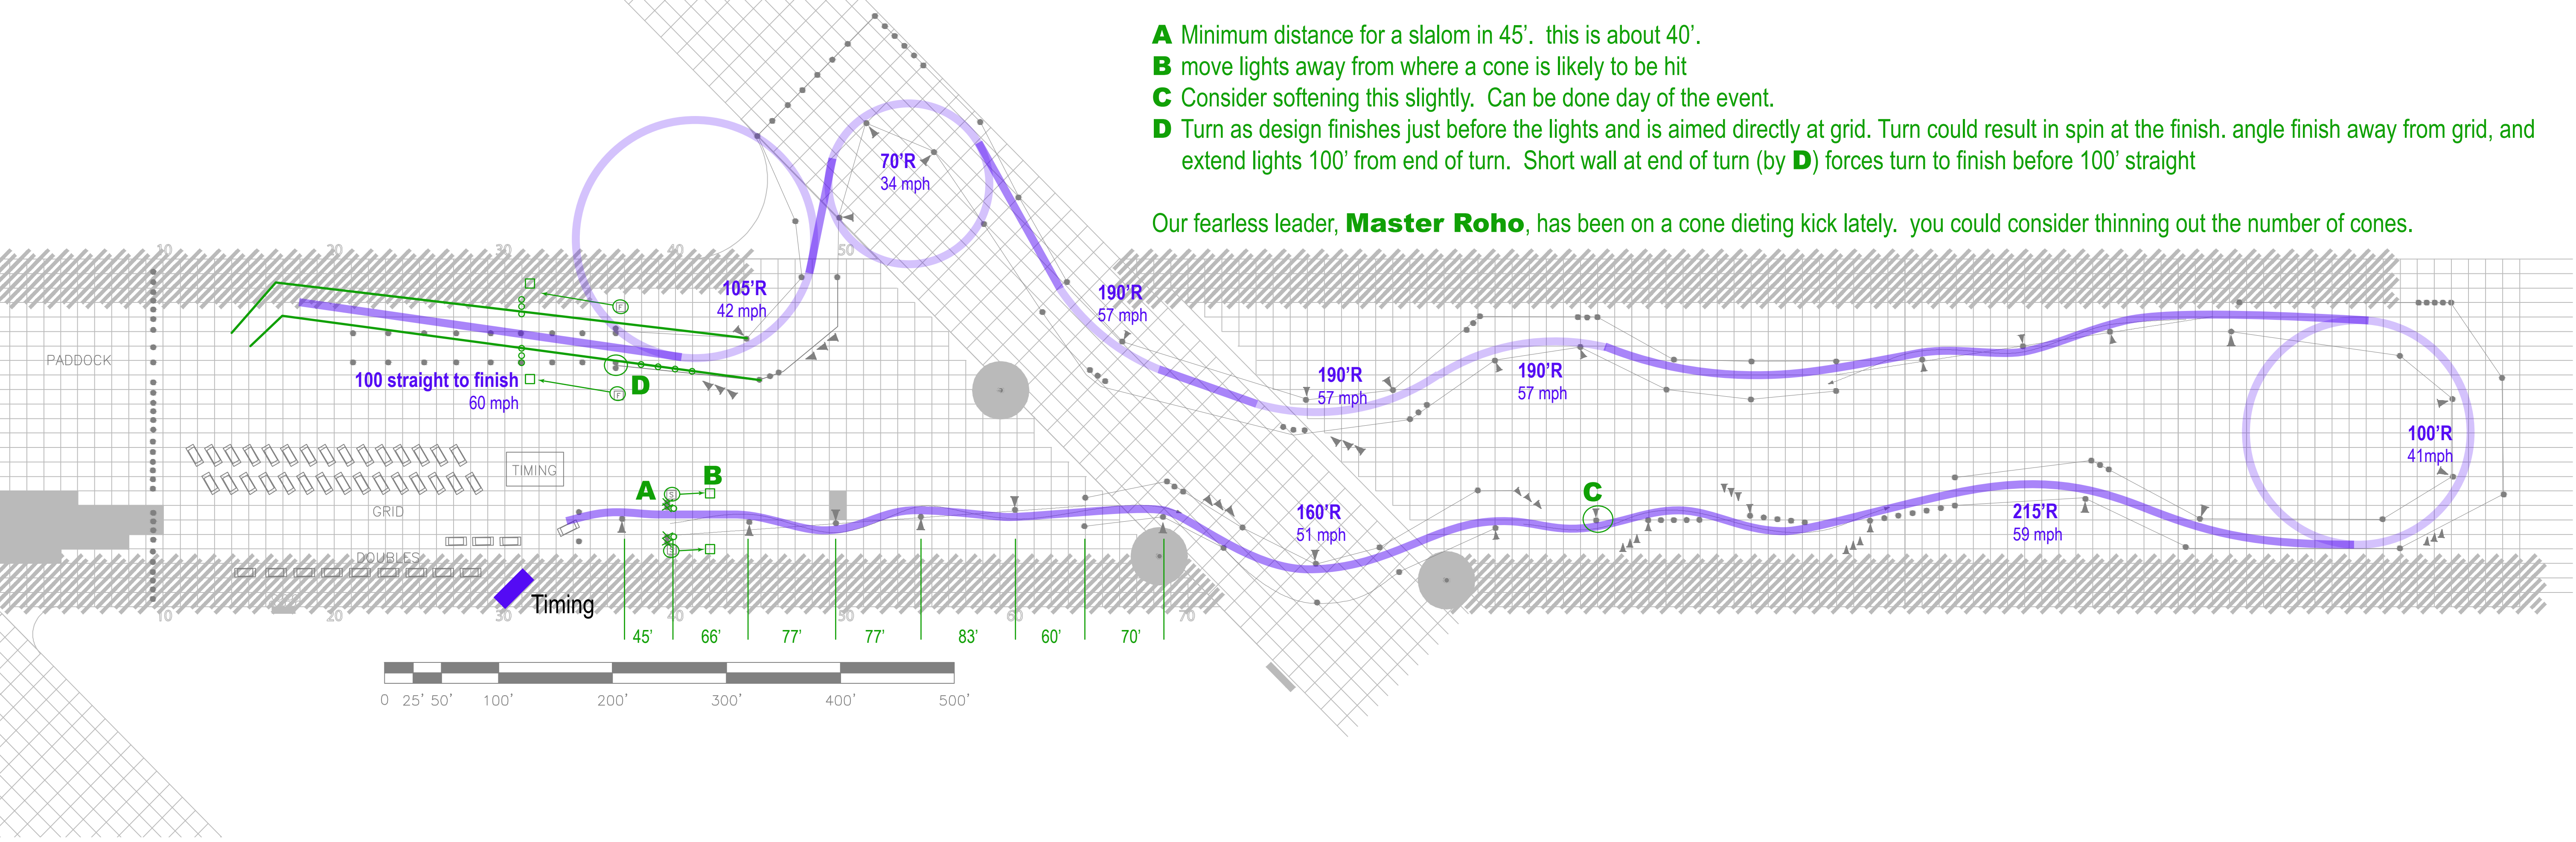 A Minimum distance for a slalom in 45'.  this is about 40'.
B move lights away from where a cone is likely to be hit
C Consider softening this slightly.  Can be done day of the event.
D Turn as design finishes just before the lights and is aimed directly at grid. Turn could result in spin at the finish. angle finish away from grid, and
extend lights 100' from end of turn.  Short wall at end of turn (by D) forces turn to finish before 100' straight
Our fearless leader, Master Roho, has been on a cone dieting kick lately.  you could consider thinning out the number of cones.
70'R
34 mph
10 20 30 40 50
105'R
42 mph
190'R
57 mph
F
PADDOCK
100 straight to finish
60 mph
F
D
190'R
57 mph
190'R
57 mph
100'R
41mph
TIMING
A
B
S
GRID
C
160'R
51 mph
215'R
59 mph
S
DOUBLES
Timing
10 20 30 40 50 60 70
45' 66' 77' 77' 83' 60' 70'
0 25' 50' 100' 200' 300' 400' 500'